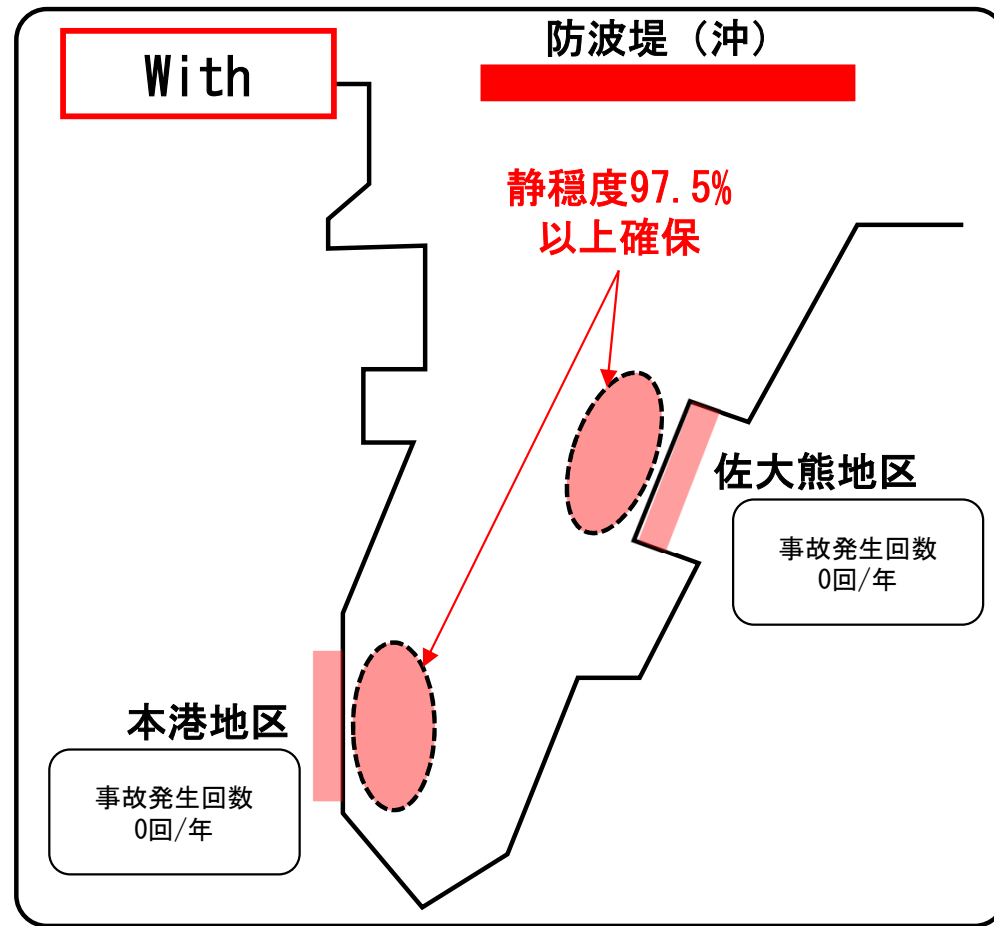 With
防波堤（沖）
静穏度97.5%
以上確保
佐大熊地区
事故発生回数
0回/年
本港地区
事故発生回数
0回/年